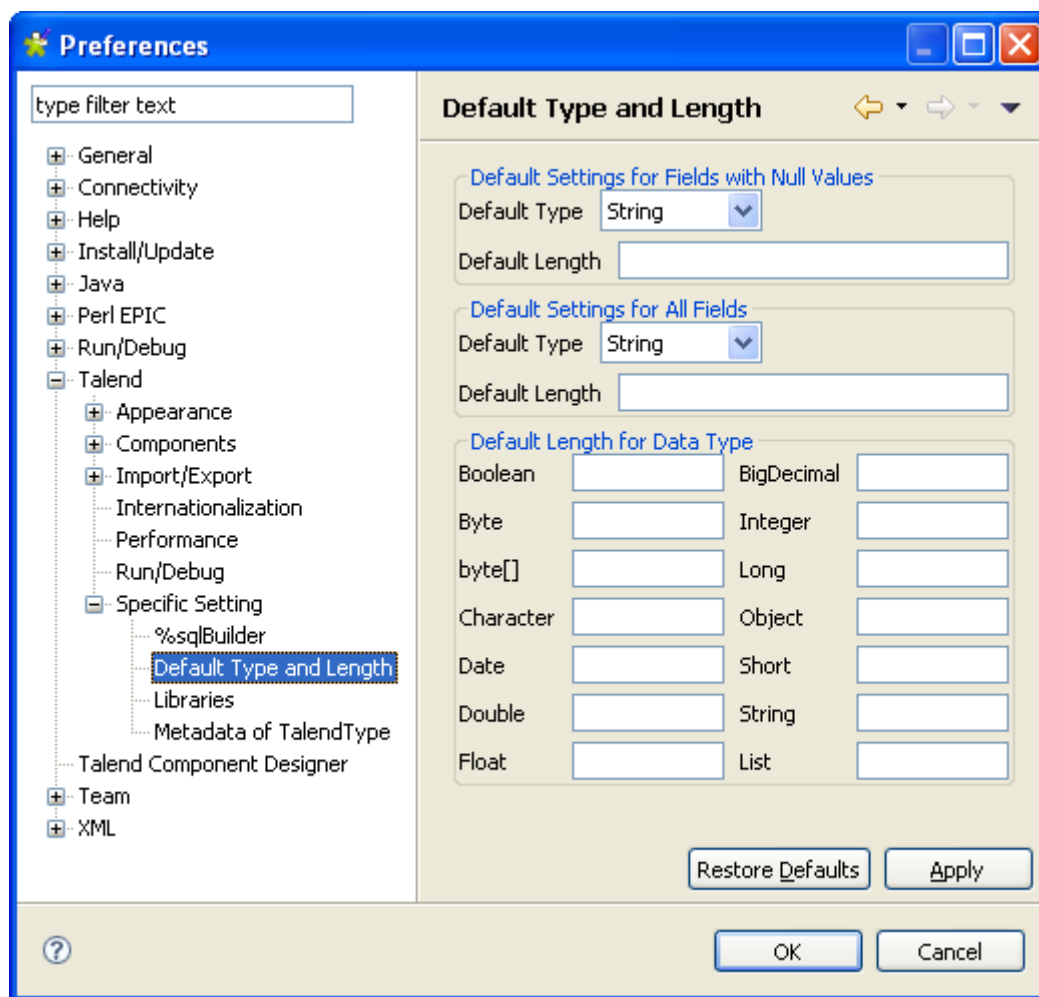 Preferences
type filter text
General
Connectivity
Help
Install/Update
Java
Perl EPIC
Run/Debug
Talend
Appearance
Components
Import/Export
Internationalization
Performance
Run/Debug
Specific Setting
%sqlBuilder
Default Type and Length
Libraries
Metadata of TalendType
Talend Component Designer
Team
XML
Default Type and Length
Default Settings for Fields with Null Values
Default Type String
Default Length
Default Settings for All Fields
Default Type String
Default Length
Default Length for Data Type
Boolean BigDecimal
Byte Integer
byte[] Long
Character Object
Date Short
Double String
Float List
Restore Defaults Apply
? OK Cancel